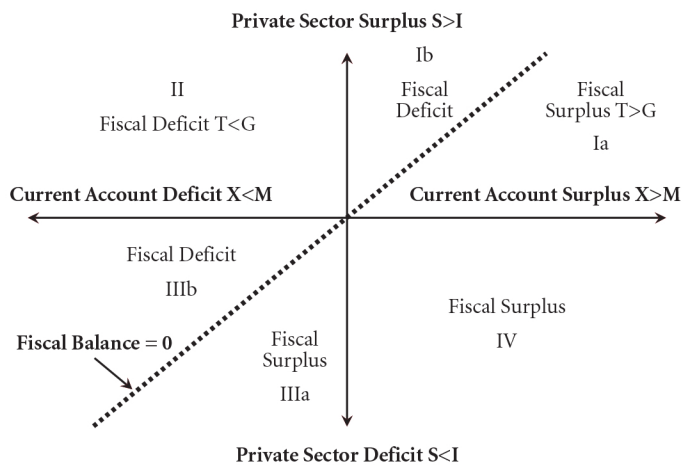 Private Sector Surplus S>I
Ib
II
Fiscal
Deficit
Fiscal
Surplus T>G
Fiscal Deficit T<G
Ia
Current Account Deficit X<M
Current Account Surplus X>M
Fiscal Deficit
IIIb
Fiscal Surplus
IV
Fiscal Balance = 0
Fiscal
Surplus
IIIa
Private Sector Deficit S<I